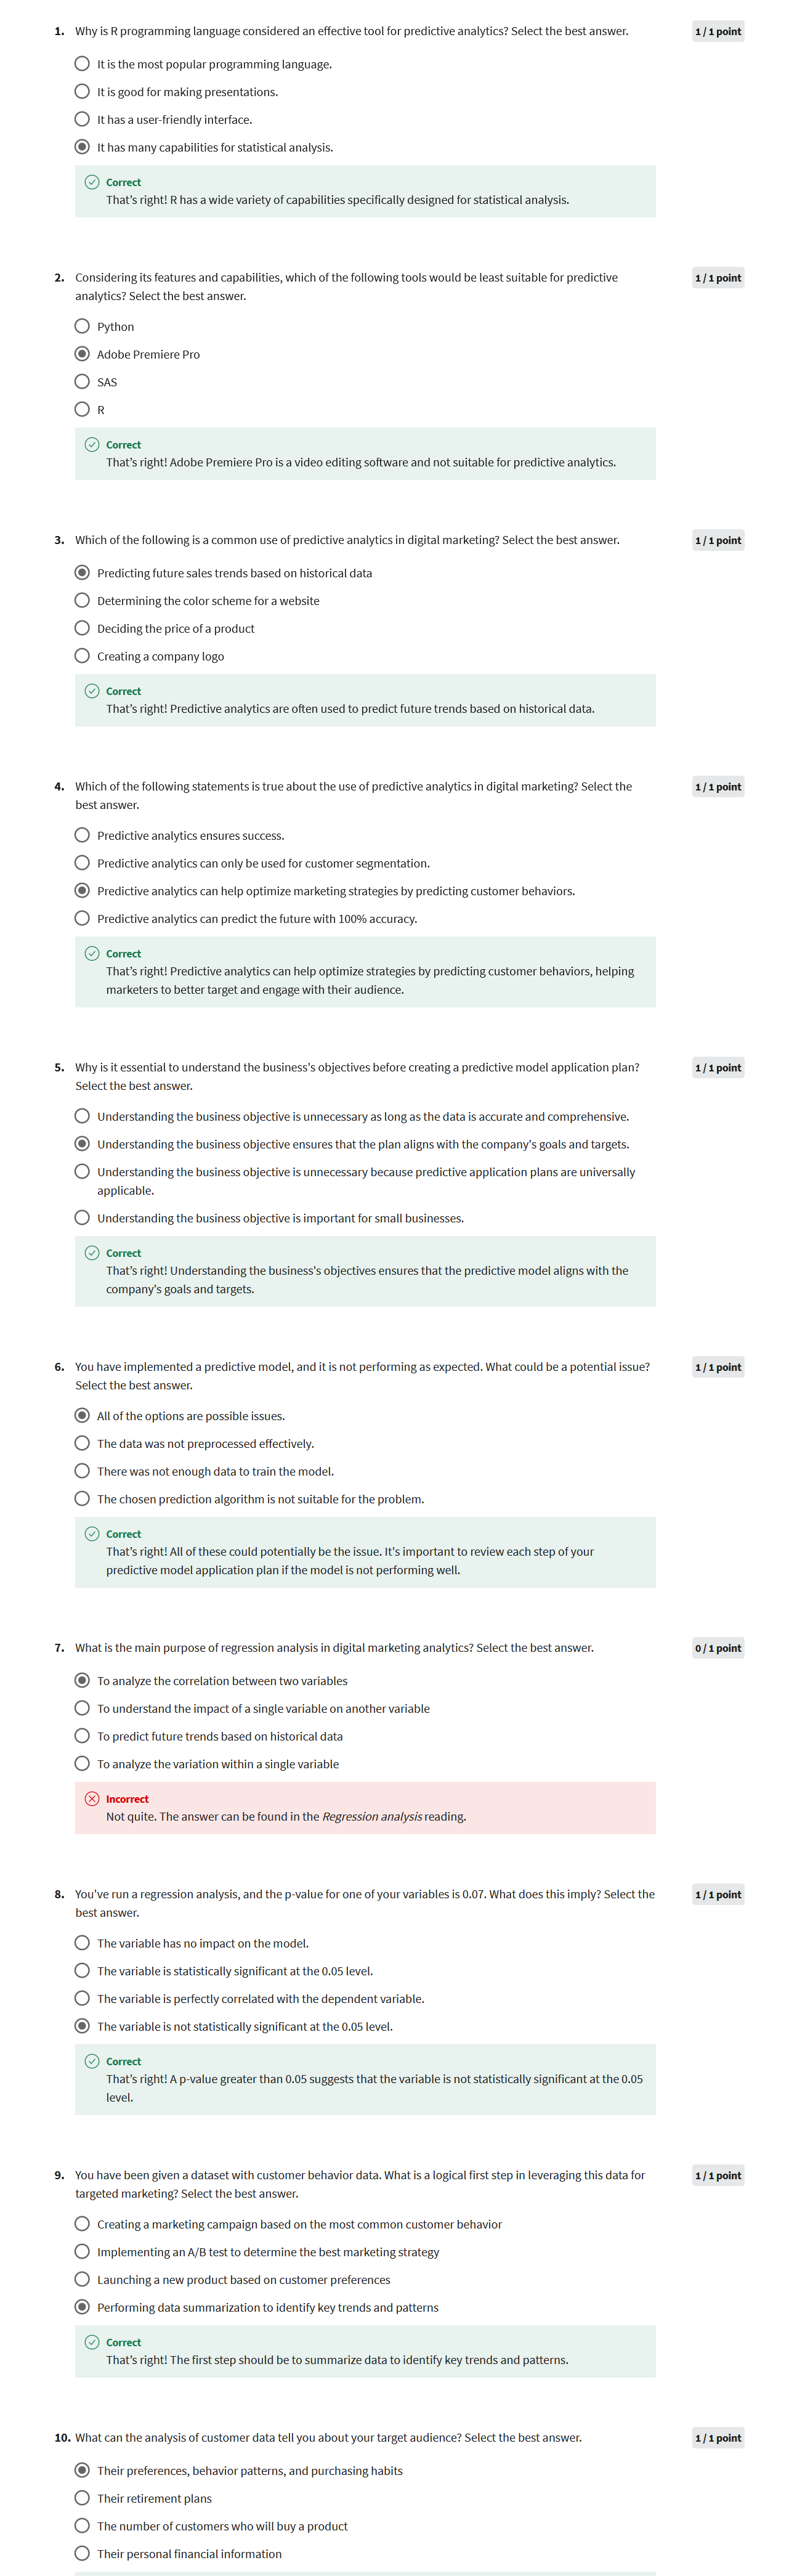 1. Why is R programming language considered an effective tool for predictive analytics? Select the best answer.
1 / 1 point
It is the most popular programming language.
It is good for making presentations.
It has a user-friendly interface.
It has many capabilities for statistical analysis.
Correct
That's right! R has a wide variety of capabilities specifically designed for statistical analysis.
2. Considering its features and capabilities, which of the following tools would be least suitable for predictive
analytics? Select the best answer.
1 / 1 point
Python
Adobe Premiere Pro
SAS
R
Correct
That's right! Adobe Premiere Pro is a video editing software and not suitable for predictive analytics.
3. Which of the following is a common use of predictive analytics in digital marketing? Select the best answer.
1 / 1 point
Predicting future sales trends based on historical data
Determining the color scheme for a website
Deciding the price of a product
Creating a company logo
Correct
That's right! Predictive analytics are often used to predict future trends based on historical data.
4. Which of the following statements is true about the use of predictive analytics in digital marketing? Select the
best answer.
1 / 1 point
Predictive analytics ensures success.
Predictive analytics can only be used for customer segmentation.
Predictive analytics can help optimize marketing strategies by predicting customer behaviors.
Predictive analytics can predict the future with 100% accuracy.
Correct
That's right! Predictive analytics can help optimize strategies by predicting customer behaviors, helping
marketers to better target and engage with their audience.
5. Why is it essential to understand the business's objectives before creating a predictive model application plan?
Select the best answer.
1 / 1 point
Understanding the business objective is unnecessary as long as the data is accurate and comprehensive.
Understanding the business objective ensures that the plan aligns with the company's goals and targets.
Understanding the business objective is unnecessary because predictive application plans are universally
applicable.
Understanding the business objective is important for small businesses.
Correct
That's right! Understanding the business's objectives ensures that the predictive model aligns with the
company's goals and targets.
6. You have implemented a predictive model, and it is not performing as expected. What could be a potential issue?
Select the best answer.
1 / 1 point
All of the options are possible issues.
The data was not preprocessed effectively.
There was not enough data to train the model.
The chosen prediction algorithm is not suitable for the problem.
Correct
That's right! All of these could potentially be the issue. It's important to review each step of your
predictive model application plan if the model is not performing well.
7. What is the main purpose of regression analysis in digital marketing analytics? Select the best answer.
0 / 1 point
To analyze the correlation between two variables
To understand the impact of a single variable on another variable
To predict future trends based on historical data
To analyze the variation within a single variable
Incorrect
Not quite. The answer can be found in the Regression analysis reading.
8. You've run a regression analysis, and the p-value for one of your variables is 0.07. What does this imply? Select the
best answer.
1 / 1 point
The variable has no impact on the model.
The variable is statistically significant at the 0.05 level.
The variable is perfectly correlated with the dependent variable.
The variable is not statistically significant at the 0.05 level.
Correct
That's right! A p-value greater than 0.05 suggests that the variable is not statistically significant at the 0.05
level.
9. You have been given a dataset with customer behavior data. What is a logical first step in leveraging this data for
targeted marketing? Select the best answer.
1 / 1 point
Creating a marketing campaign based on the most common customer behavior
Implementing an A/B test to determine the best marketing strategy
Launching a new product based on customer preferences
Performing data summarization to identify key trends and patterns
Correct
That's right! The first step should be to summarize data to identify key trends and patterns.
10. What can the analysis of customer data tell you about your target audience? Select the best answer.
1 / 1 point
Their preferences, behavior patterns, and purchasing habits
Their retirement plans
The number of customers who will buy a product
Their personal financial information